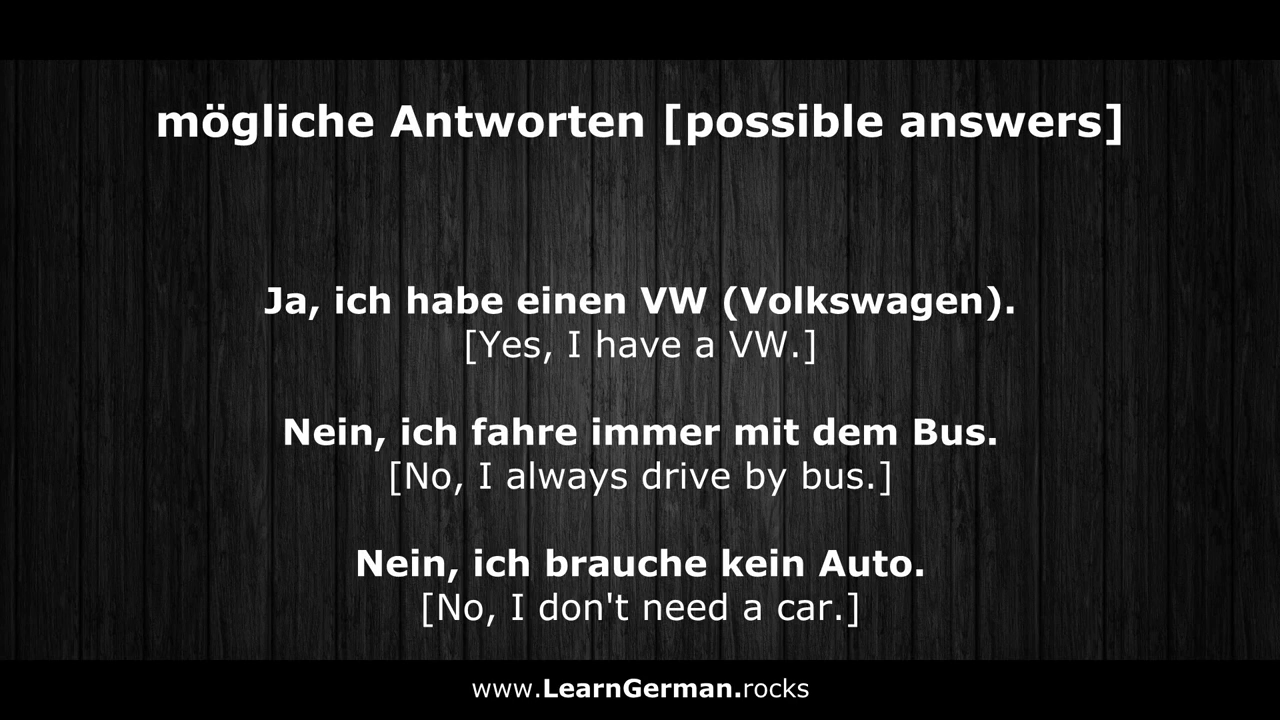 mögliche Antworten [possible answers]
Ja, ich habe einen VW (Volkswagen).
[Yes, I have a VW.]
Nein, ich fahre immer mit dem Bus.
[No, I always drive by bus.]
Nein, ich brauche kein Auto.
[No, I don't need a car.]
www.LearnGerman.rocks